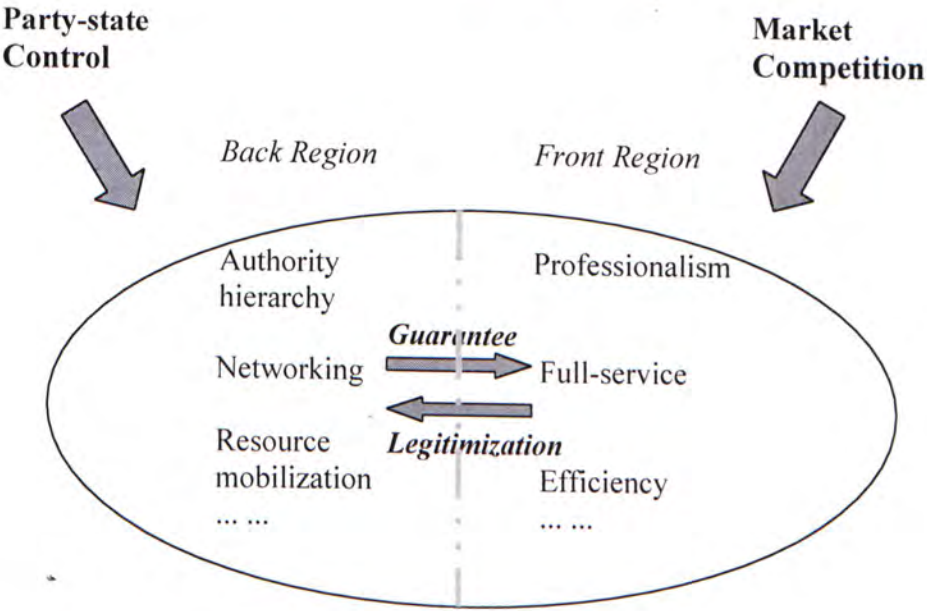 Party-state
Control
Market
Competition
Back Region
Front Region
Authority
hierarchy
Professionalism
Guarantee
Networking
Full-service
Legitimization
Resource
mobilization
Efficiency
... ...
... ...